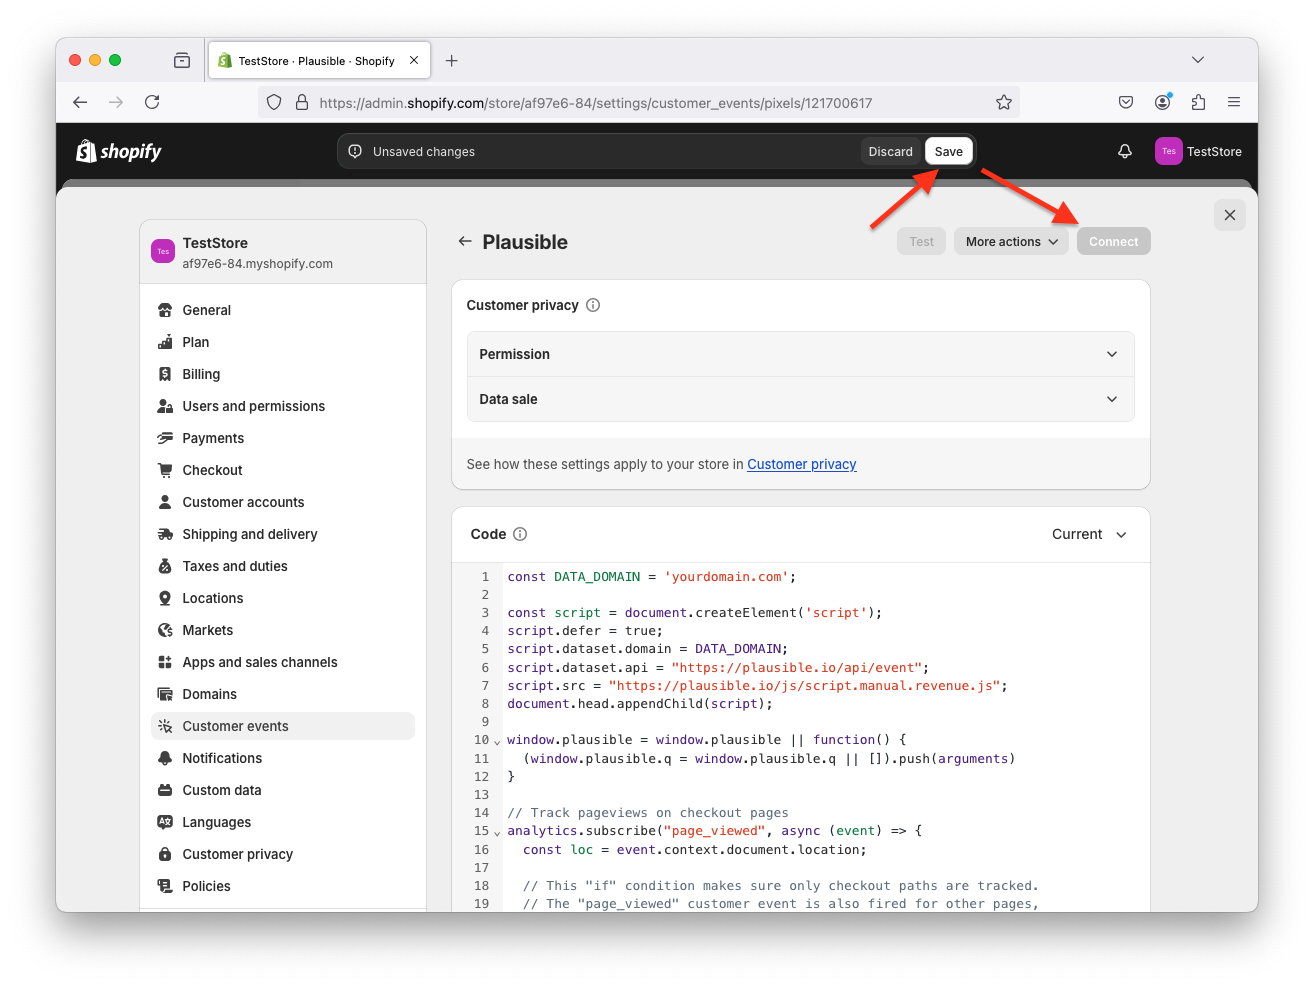 TestStore · Plausible · Shopify
https://admin.shopify.com/store/af97e6-84/settings/customer_events/pixels/121700617
shopify
Unsaved changes
Discard
Save
Tes
TestStore
Tes
TestStore
af97e6-84.myshopify.com
General
Plan
Billing
Users and permissions
Payments
Checkout
Customer accounts
Shipping and delivery
Taxes and duties
Locations
Markets
Apps and sales channels
Domains
Customer events
Notifications
Custom data
Languages
Customer privacy
Policies
Plausible
Test
More actions
Connect
Customer privacy
Permission
Data sale
See how these settings apply to your store in Customer privacy
Code
Current
1 const DATA_DOMAIN = 'yourdomain.com';
2
3 const script = document.createElement('script');
4 script.defer = true;
5 script.dataset.domain = DATA_DOMAIN;
6 script.dataset.api = "https://plausible.io/api/event";
7 script.src = "https://plausible.io/js/script.manual.revenue.js";
8 document.head.appendChild(script);
9
10 window.plausible = window.plausible || function() {
11   (window.plausible.q = window.plausible.q || []).push(arguments)
12 }
13
14 // Track pageviews on checkout pages
15 analytics.subscribe("page_viewed", async (event) => {
16   const loc = event.context.document.location;
17
18   // This "if" condition makes sure only checkout paths are tracked.
19   // The "page_viewed" customer event is also fired for other pages,